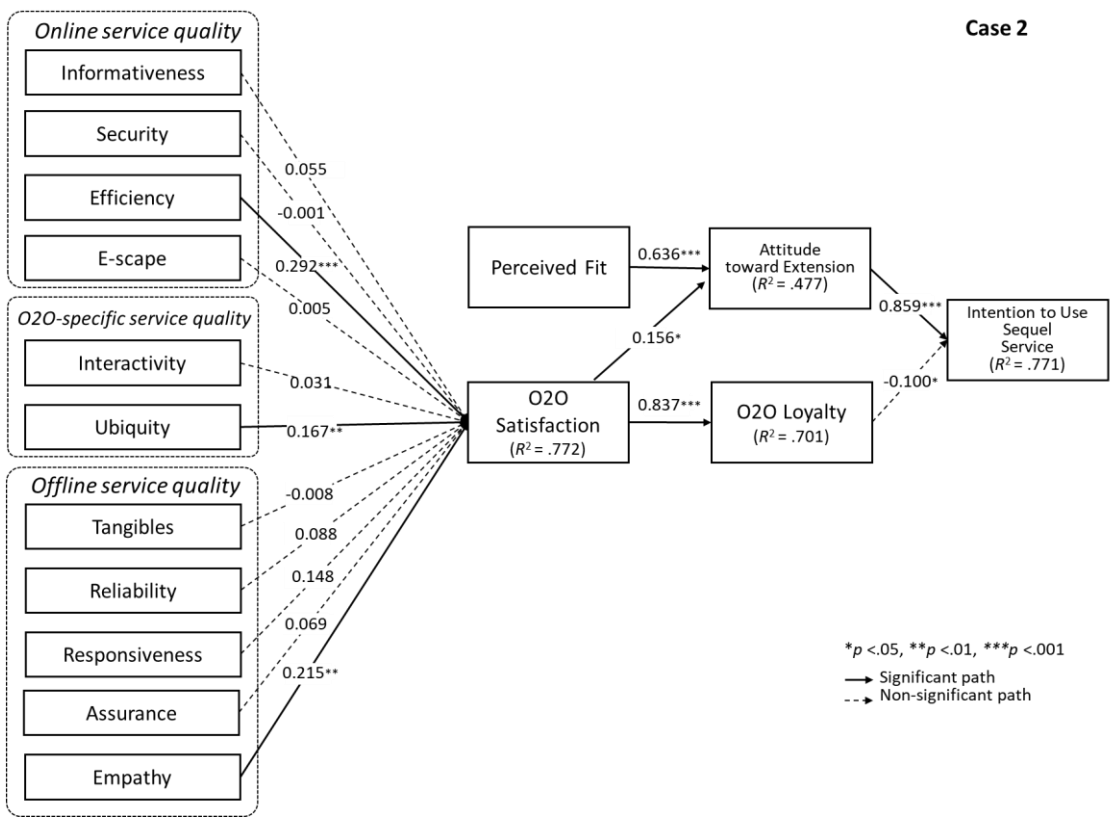 Case 2
Online service quality
Informativeness
Security
Efficiency
E-scape
O2O-specific service quality
Interactivity
Ubiquity
Offline service quality
Tangibles
Reliability
Responsiveness
Assurance
Empathy
0.055
-0.001
0.292***
0.005
0.031
0.167**
-0.008
0.088
0.148
0.069
0.215**
Perceived Fit
0.636***
Attitude
toward Extension
(R² = .477)
0.156*
0.859***
O2O
Satisfaction
(R² = .772)
0.837***
O2O Loyalty
(R² = .701)
-0.100*
Intention to Use
Sequel
Service
(R² = .771)
*p <.05, **p <.01, ***p <.001
Significant path
Non-significant path